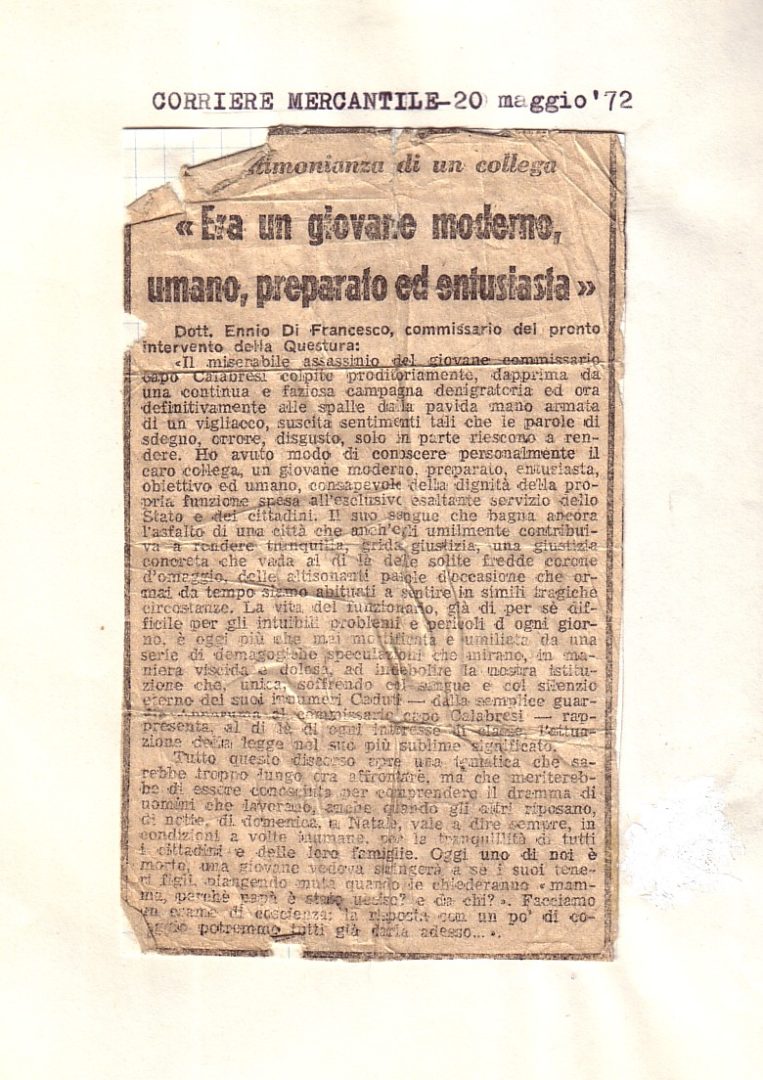 CORRIERE MERCANTILE-20 maggio '72
timonianza di un collega
« Era un giovane moderno,
umano, preparato ed entusiasta »
Dott. Ennio Di Francesco, commissario del pronto
intervento della Questura:
«Il miserabile assassinio del giovane commissario
capo Calabresi colpito proditoriamente, dapprima da
una continua e faziosa campagna denigratoria ed ora
definitivamente alle spalle dalla pavida mano armata
di un vigliacco, suscita sentimenti tali che le parole di
sdegno, orrore, disgusto, solo in parte riescono a ren-
dere. Ho avuto modo di conoscere personalmente il
caro collega, un giovane moderno, preparato, entusiasta,
obiettivo ed umano, consapevole della dignità della pro-
pria funzione spesa all'esclusivo esaltante servizio dello
Stato e dei cittadini. Il suo sangue che bagna ancora
l'asfalto di una città che anch'egli umilmente contribui-
va a rendere tranquilla, grida giustizia, una giustizia
concreta che vada al di là delle solite fredde corone
d'omaggio, delle altisonanti parole d'occasione che or-
mai da tempo siamo abituati a sentire in simili tragiche
circostanze. La vita del funzionario, già di per sè dif-
ficile per gli intuibili problemi e pericoli d'ogni gior-
no, è oggi più che mai mortificata e umiliata da una
serie di demagogiche speculazioni che mirano, in ma-
niera viscida e dolosa, ad indebolire la nostra istitu-
zione che, unica, soffrendo col sangue e col silenzio
eterno dei suoi innumeri Caduti — dalla semplice guar-
Annarumma al commissario capo Calabresi — rap-
presenta, al di là di ogni interesse di classe, l'attua-
zione della legge nel suo più sublime significato.
Tutto questo discorso apre una tematica che sa-
rebbe troppo lungo ora affrontare, ma che meritereb-
be di essere conosciuta per comprendere il dramma di
uomini che lavorano, anche quando gli altri riposano,
di notte, di domenica, a Natale, vale a dire sempre, in
condizioni a volte inumane, per la tranquillità di tutti
i cittadini e delle loro famiglie. Oggi uno di noi è
morto, una giovane vedova stringerà a se i suoi tene-
ri figli, piangendo muta quando le chiederanno « mam-
ma, perchè papà è stato ucciso? e da chi? ». Facciamo
un esame di coscienza: la risposta con un po' di co-
raggio potremmo tutti già darla adesso... ».